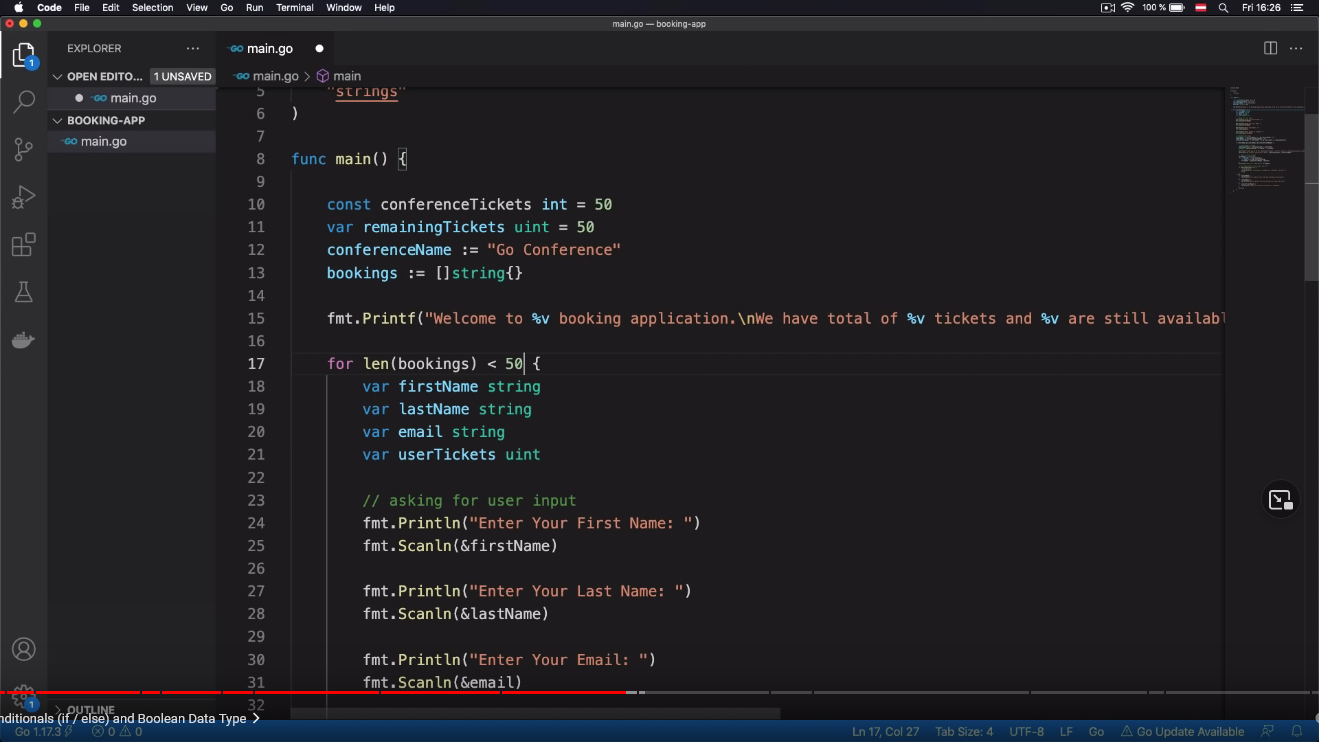 Code File Edit Selection View Go Run Terminal Window Help 100 % Fri 16:26
main.go — booking-app
EXPLORER
main.go
OPEN EDITO... 1 UNSAVED
main.go > main
main.go
BOOKING-APP
main.go
5 "strings"
6 )
7
8 func main() {
9
10 const conferenceTickets int = 50
11 var remainingTickets uint = 50
12 conferenceName := "Go Conference"
13 bookings := []string{}
14
15 fmt.Printf("Welcome to %v booking application.\nWe have total of %v tickets and %v are still availabl
16
17 for len(bookings) < 50 {
18 var firstName string
19 var lastName string
20 var email string
21 var userTickets uint
22
23 // asking for user input
24 fmt.Println("Enter Your First Name: ")
25 fmt.Scanln(&firstName)
26
27 fmt.Println("Enter Your Last Name: ")
28 fmt.Scanln(&lastName)
29
30 fmt.Println("Enter Your Email: ")
31 fmt.Scanln(&email)
32
1
1
OUTLINE
nditionals (if / else) and Boolean Data Type >
Go 1.17.3 0 0 Ln 17, Col 27 Tab Size: 4 UTF-8 LF Go Go Update Available